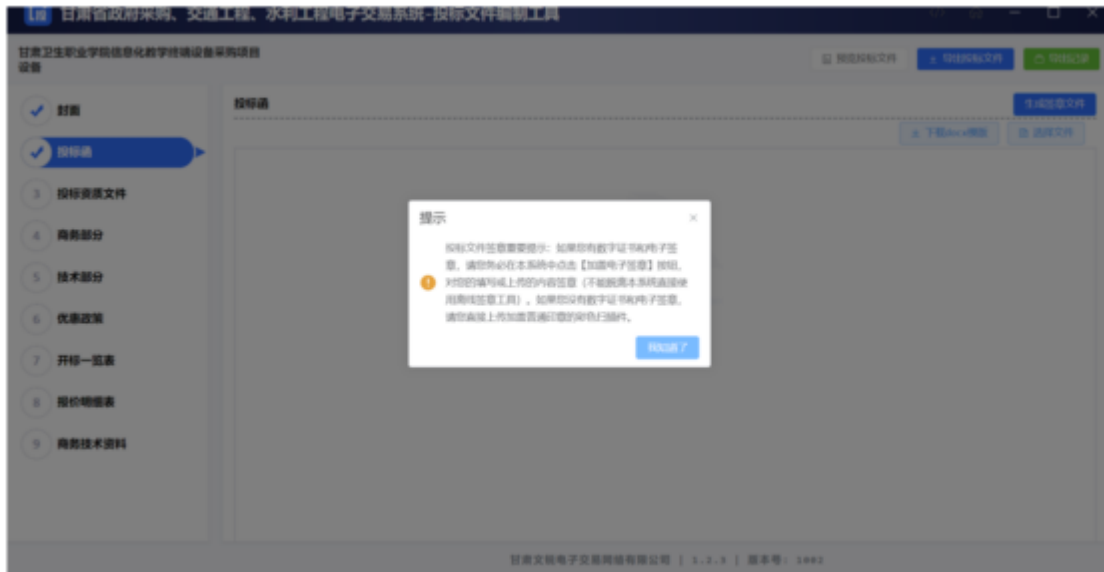 甘肃省政府采购、交通工程、水利工程电子交易系统-投标文件编制工具
甘肃卫生职业学院信息化教学终端设备采购项目
设备
预览投标文件
导出投标文件
导出记录
封面
投标函
生成签章文件
投标函
下载docx模版
选择文件
3 投标资质文件
4 商务部分
5 技术部分
6 优惠政策
7 开标一览表
8 报价明细表
9 商务技术资料
提示
投标文件签章重要提示：如果您有数字证书和电子签
章，请您务必在本系统中点击【加盖电子签章】按钮，
对您的填写或上传的内容签章（不能脱离本系统直接使
用离线签章工具）。如果您没有数字证书和电子签章，
请您直接上传加盖普通印章的彩色扫描件。
我知道了
甘肃文锐电子交易网络有限公司 | 1.2.5 | 版本号：1002